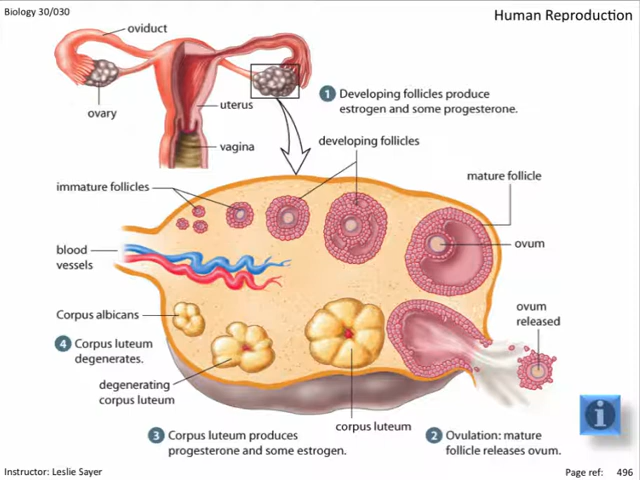 Biology 30/030
Human Reproduction
oviduct
ovary
uterus
vagina
1 Developing follicles produce
estrogen and some progesterone.
developing follicles
immature follicles
mature follicle
blood
vessels
ovum
Corpus albicans
ovum
released
4 Corpus luteum
degenerates.
degenerating
corpus luteum
corpus luteum
3 Corpus luteum produces
progesterone and some estrogen.
2 Ovulation: mature
follicle releases ovum.
i
Instructor: Leslie Sayer
Page ref: 496